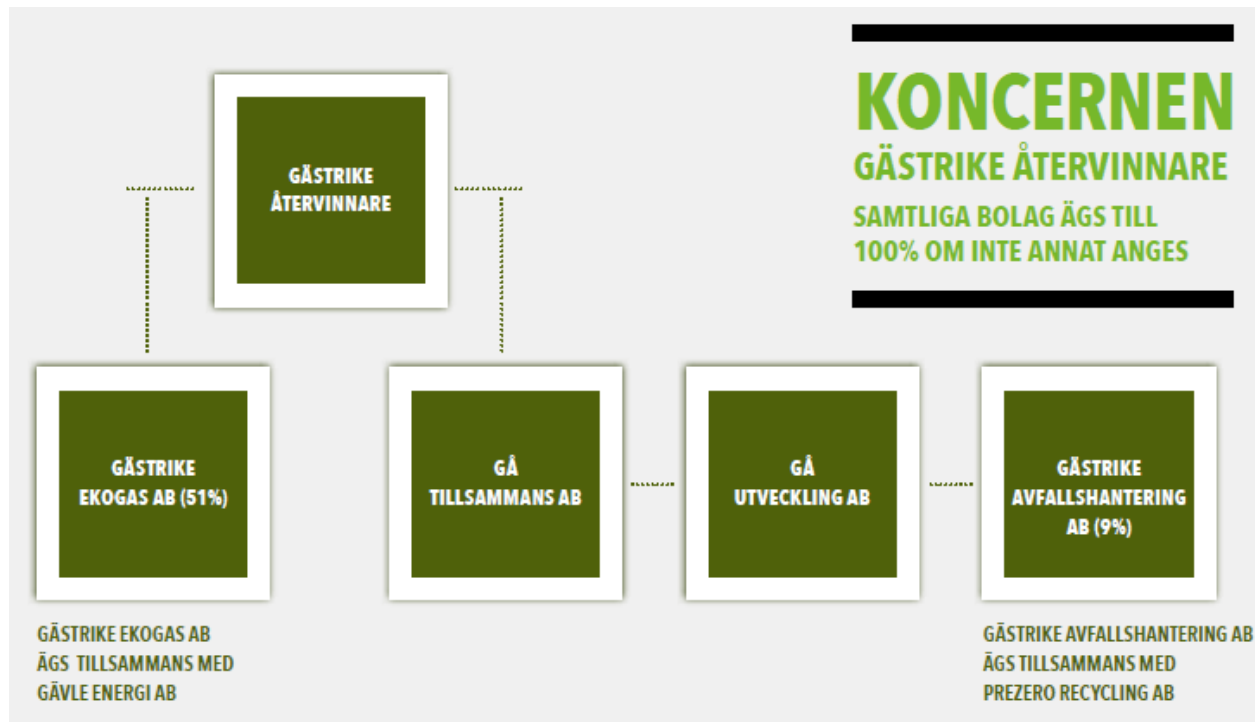 KONCERNEN
GÄSTRIKE ÅTERVINNARE
SAMTLIGA BOLAG ÄGS TILL
100% OM INTE ANNAT ANGES
GÄSTRIKE
ÅTERVINNARE
GÄSTRIKE
EKOGAS AB (51%)
GÅ
TILLSAMMANS AB
GÅ
UTVECKLING AB
GÄSTRIKE
AVFALLSHANTERING
AB (9%)
GÄSTRIKE EKOGAS AB
ÄGS TILLSAMMANS MED
GÄVLE ENERGI AB
GÄSTRIKE AVFALLSHANTERING AB
ÄGS TILLSAMMANS MED
PREZERO RECYCLING AB